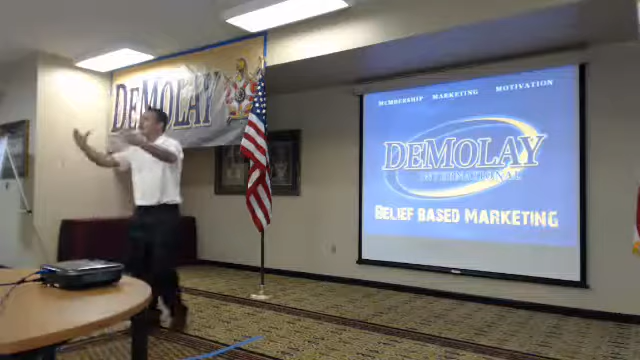 DEMOLAY
MEMBERSHIP MARKETING MOTIVATION
DEMOLAY
INTERNATIONAL
BELIEF BASED MARKETING